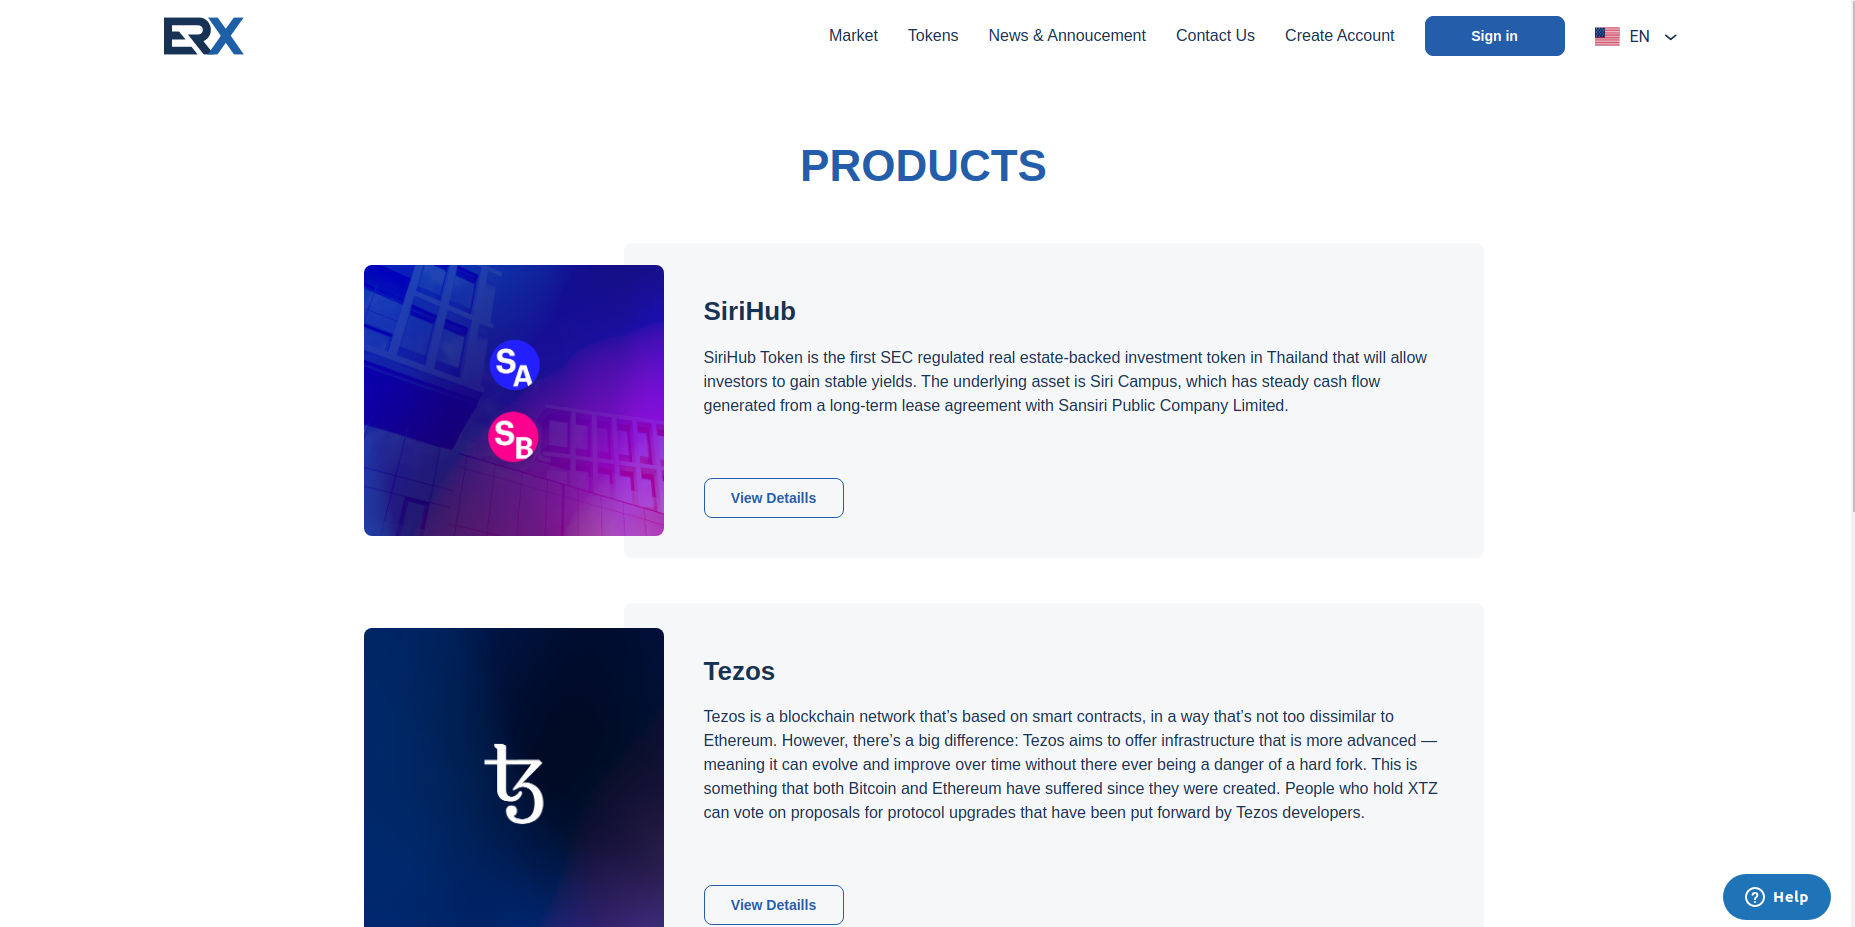 ERX
Market Tokens News & Annoucement Contact Us Create Account Sign in EN
PRODUCTS
SA
SB
SiriHub
SiriHub Token is the first SEC regulated real estate-backed investment token in Thailand that will allow
investors to gain stable yields. The underlying asset is Siri Campus, which has steady cash flow
generated from a long-term lease agreement with Sansiri Public Company Limited.
View Detaills
Tezos
Tezos is a blockchain network that’s based on smart contracts, in a way that’s not too dissimilar to
Ethereum. However, there’s a big difference: Tezos aims to offer infrastructure that is more advanced —
meaning it can evolve and improve over time without there ever being a danger of a hard fork. This is
something that both Bitcoin and Ethereum have suffered since they were created. People who hold XTZ
can vote on proposals for protocol upgrades that have been put forward by Tezos developers.
View Detaills
Help